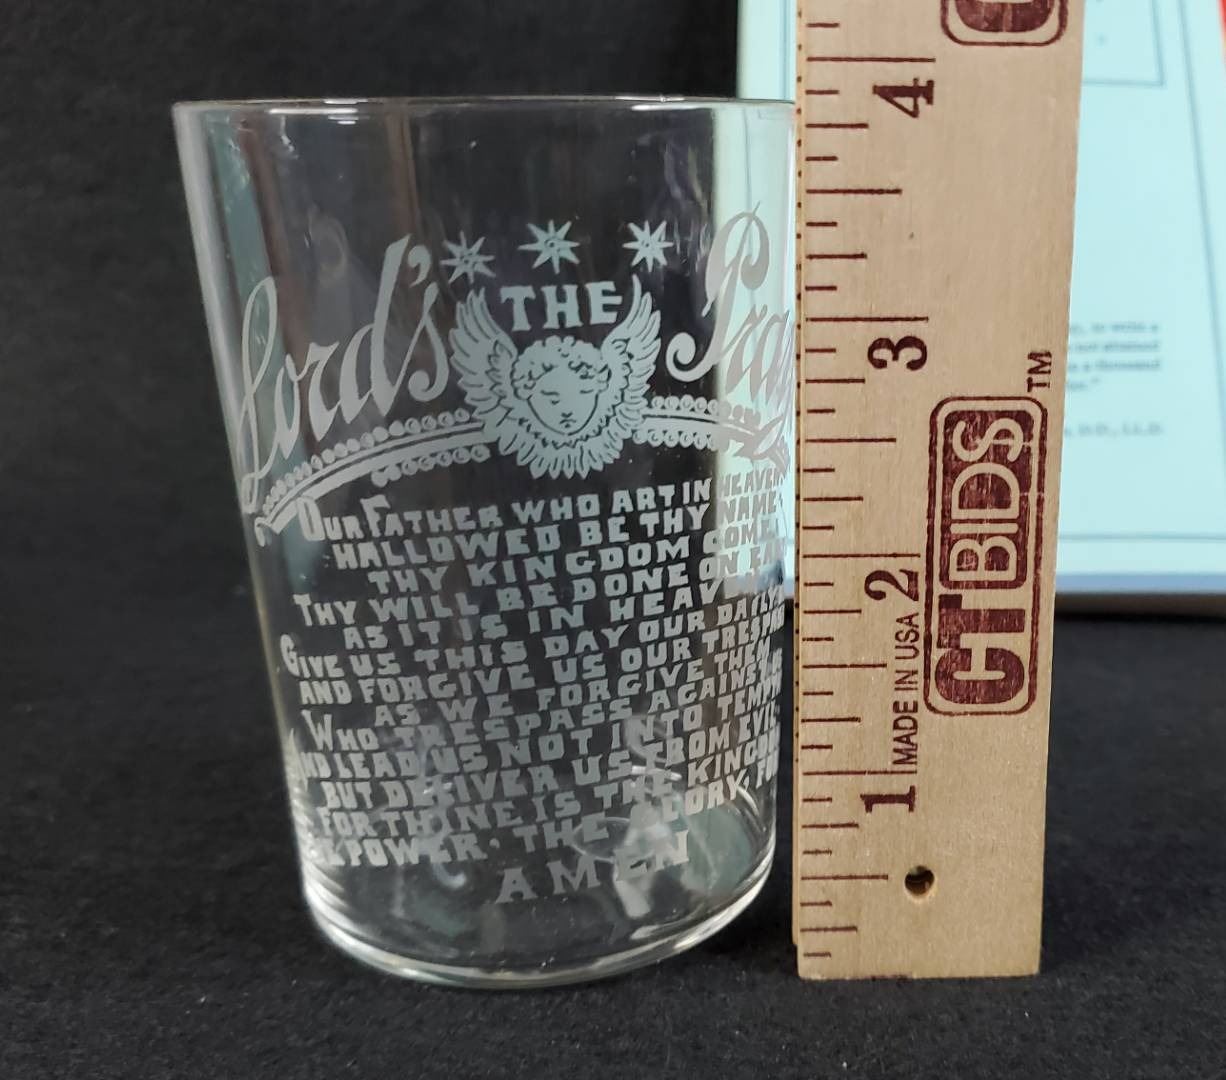 THE
Lord's
OUR FATHER WHO ART IN HEAVEN
HALLOWED BE THY NAME
THY KINGDOM COME
THY WILL BE DONE ON
AS IT IS IN HEAVEN
GIVE US THIS DAY OUR DAILY
AND FORGIVE US OUR
AS WE FORGIVE THEM
WHO TRESPASS AGAINST US
LEAD US NOT INTO
BUT DELIVER US FROM EVIL
FOR THINE IS THE KINGDOM
POWER · THE GLORY
AMEN
4
3
2
1
MADE IN USA
CTBIDS
TM